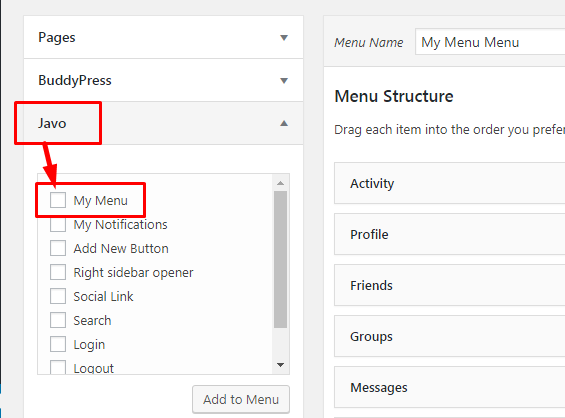 Pages
BuddyPress
Javo
My Menu
My Notifications
Add New Button
Right sidebar opener
Social Link
Search
Login
Logout
Add to Menu
Menu Name My Menu Menu
Menu Structure
Drag each item into the order you prefe
Activity
Profile
Friends
Groups
Messages